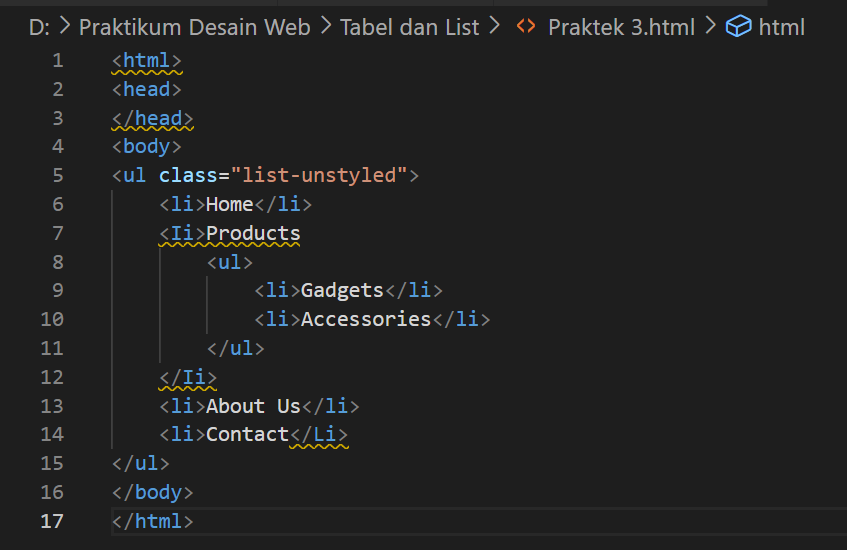 D: > Praktikum Desain Web > Tabel dan List > <> Praktek 3.html > html
1 <html>
2 <head>
3 </head>
4 <body>
5 <ul class="list-unstyled">
6     <li>Home</li>
7     <Ii>Products
8         <ul>
9             <li>Gadgets</li>
10             <li>Accessories</li>
11         </ul>
12     </Ii>
13     <li>About Us</li>
14     <li>Contact</Li>
15 </ul>
16 </body>
17 </html>